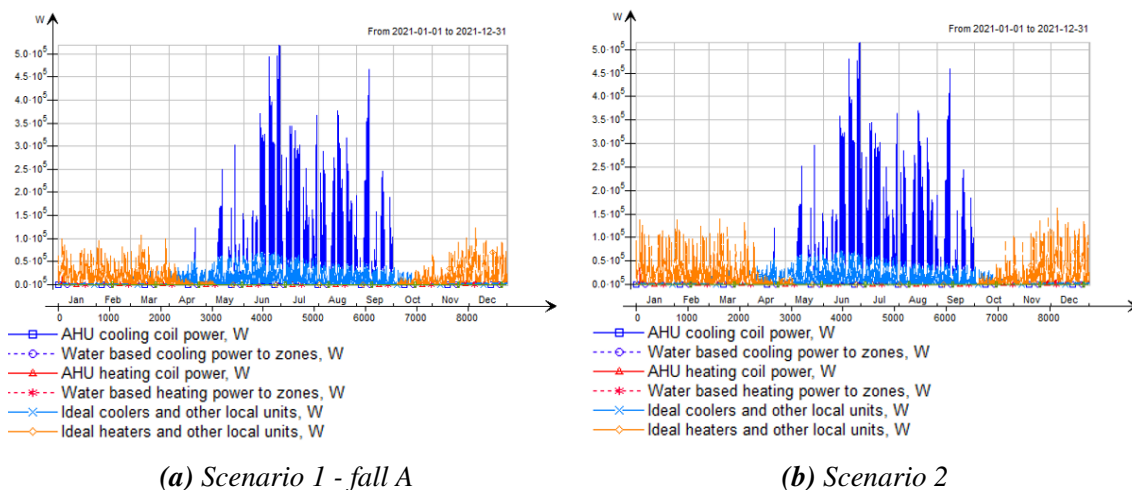 W
From 2021-01-01 to 2021-12-31
5.0·10⁵
4.5·10⁵
4.0·10⁵
3.5·10⁵
3.0·10⁵
2.5·10⁵
2.0·10⁵
1.5·10⁵
1.0·10⁵
0.5·10⁵
0.0·10⁵
Jan Feb Mar Apr May Jun Jul Aug Sep Oct Nov Dec
0 1000 2000 3000 4000 5000 6000 7000 8000
AHU cooling coil power, W
Water based cooling power to zones, W
AHU heating coil power, W
Water based heating power to zones, W
Ideal coolers and other local units, W
Ideal heaters and other local units, W
(a) Scenario 1 - fall A
W
From 2021-01-01 to 2021-12-31
5.0·10⁵
4.5·10⁵
4.0·10⁵
3.5·10⁵
3.0·10⁵
2.5·10⁵
2.0·10⁵
1.5·10⁵
1.0·10⁵
0.5·10⁵
0.0·10⁵
Jan Feb Mar Apr May Jun Jul Aug Sep Oct Nov Dec
0 1000 2000 3000 4000 5000 6000 7000 8000
AHU cooling coil power, W
Water based cooling power to zones, W
AHU heating coil power, W
Water based heating power to zones, W
Ideal coolers and other local units, W
Ideal heaters and other local units, W
(b) Scenario 2